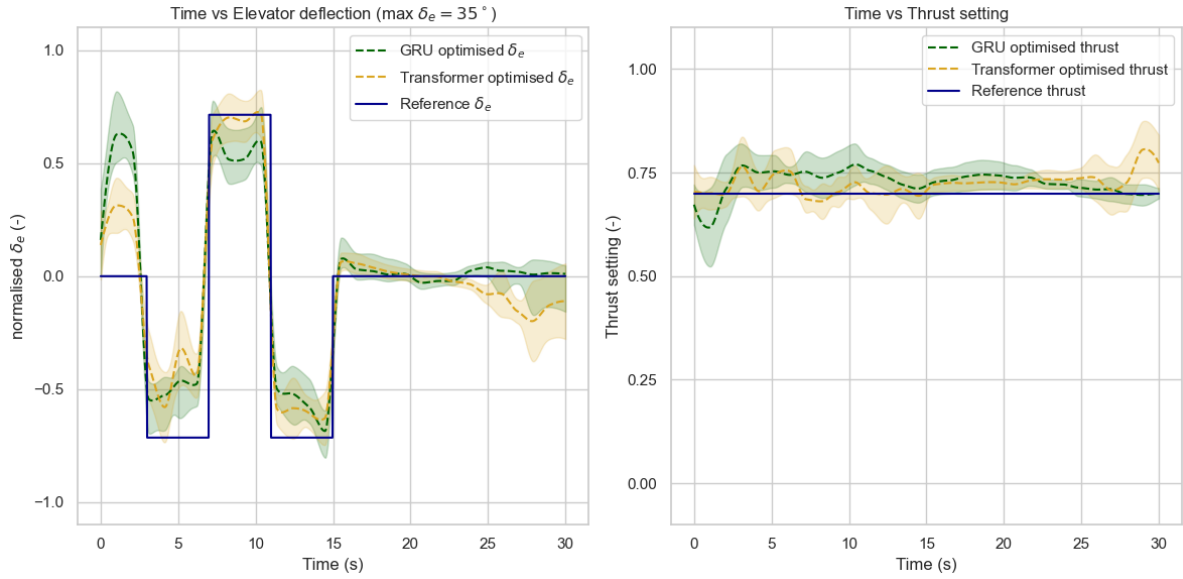 Time vs Elevator deflection (max δₑ = 35°)
1.0
0.5
0.0
−0.5
−1.0
normalised δₑ (-)
GRU optimised δₑ
Transformer optimised δₑ
Reference δₑ
0 5 10 15 20 25 30
Time (s)
Time vs Thrust setting
1.00
0.75
0.50
0.25
0.00
Thrust setting (-)
GRU optimised thrust
Transformer optimised thrust
Reference thrust
0 5 10 15 20 25 30
Time (s)